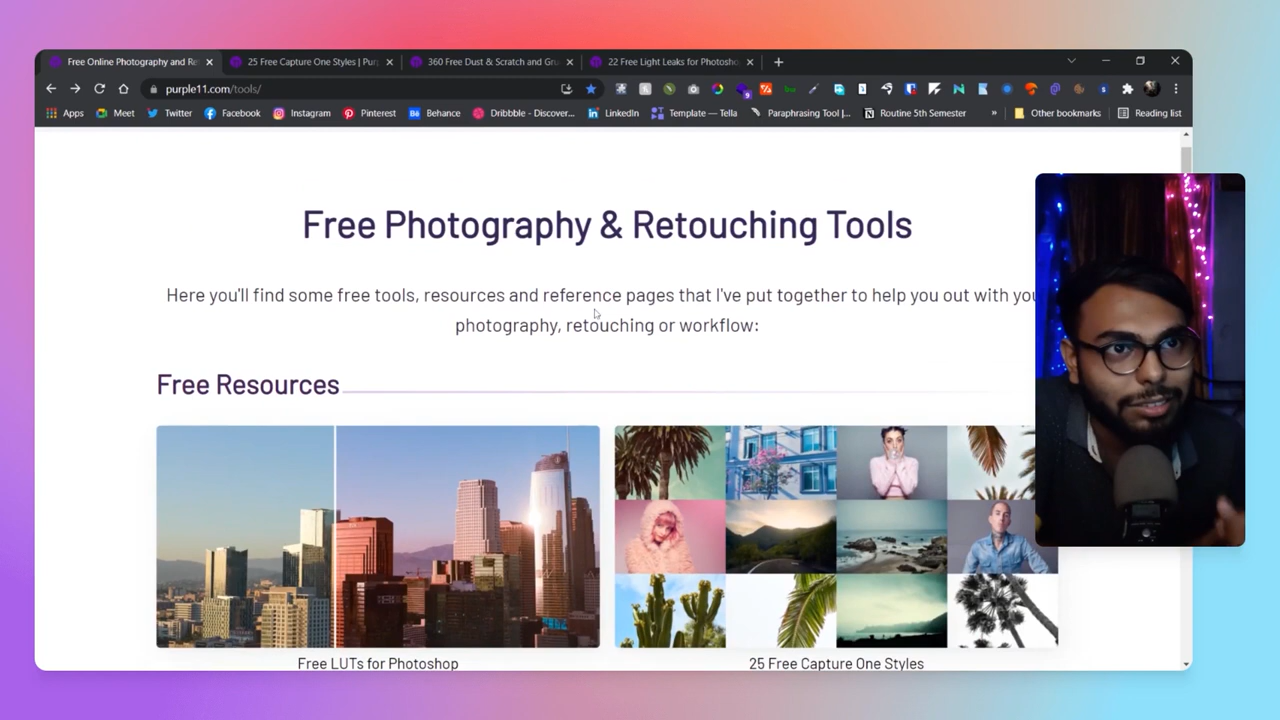 Free Online Photography and Re
25 Free Capture One Styles | Pur
360 Free Dust & Scratch and Gru
22 Free Light Leaks for Photosho
purple11.com/tools/
Apps
Meet
Twitter
Facebook
Instagram
Pinterest
Behance
Dribbble - Discover...
LinkedIn
Template — Tella
Paraphrasing Tool |...
Routine 5th Semester
»
Other bookmarks
Reading list
Free Photography & Retouching Tools
Here you'll find some free tools, resources and reference pages that I've put together to help you out with you
photography, retouching or workflow:
Free Resources
Free LUTs for Photoshop
25 Free Capture One Styles